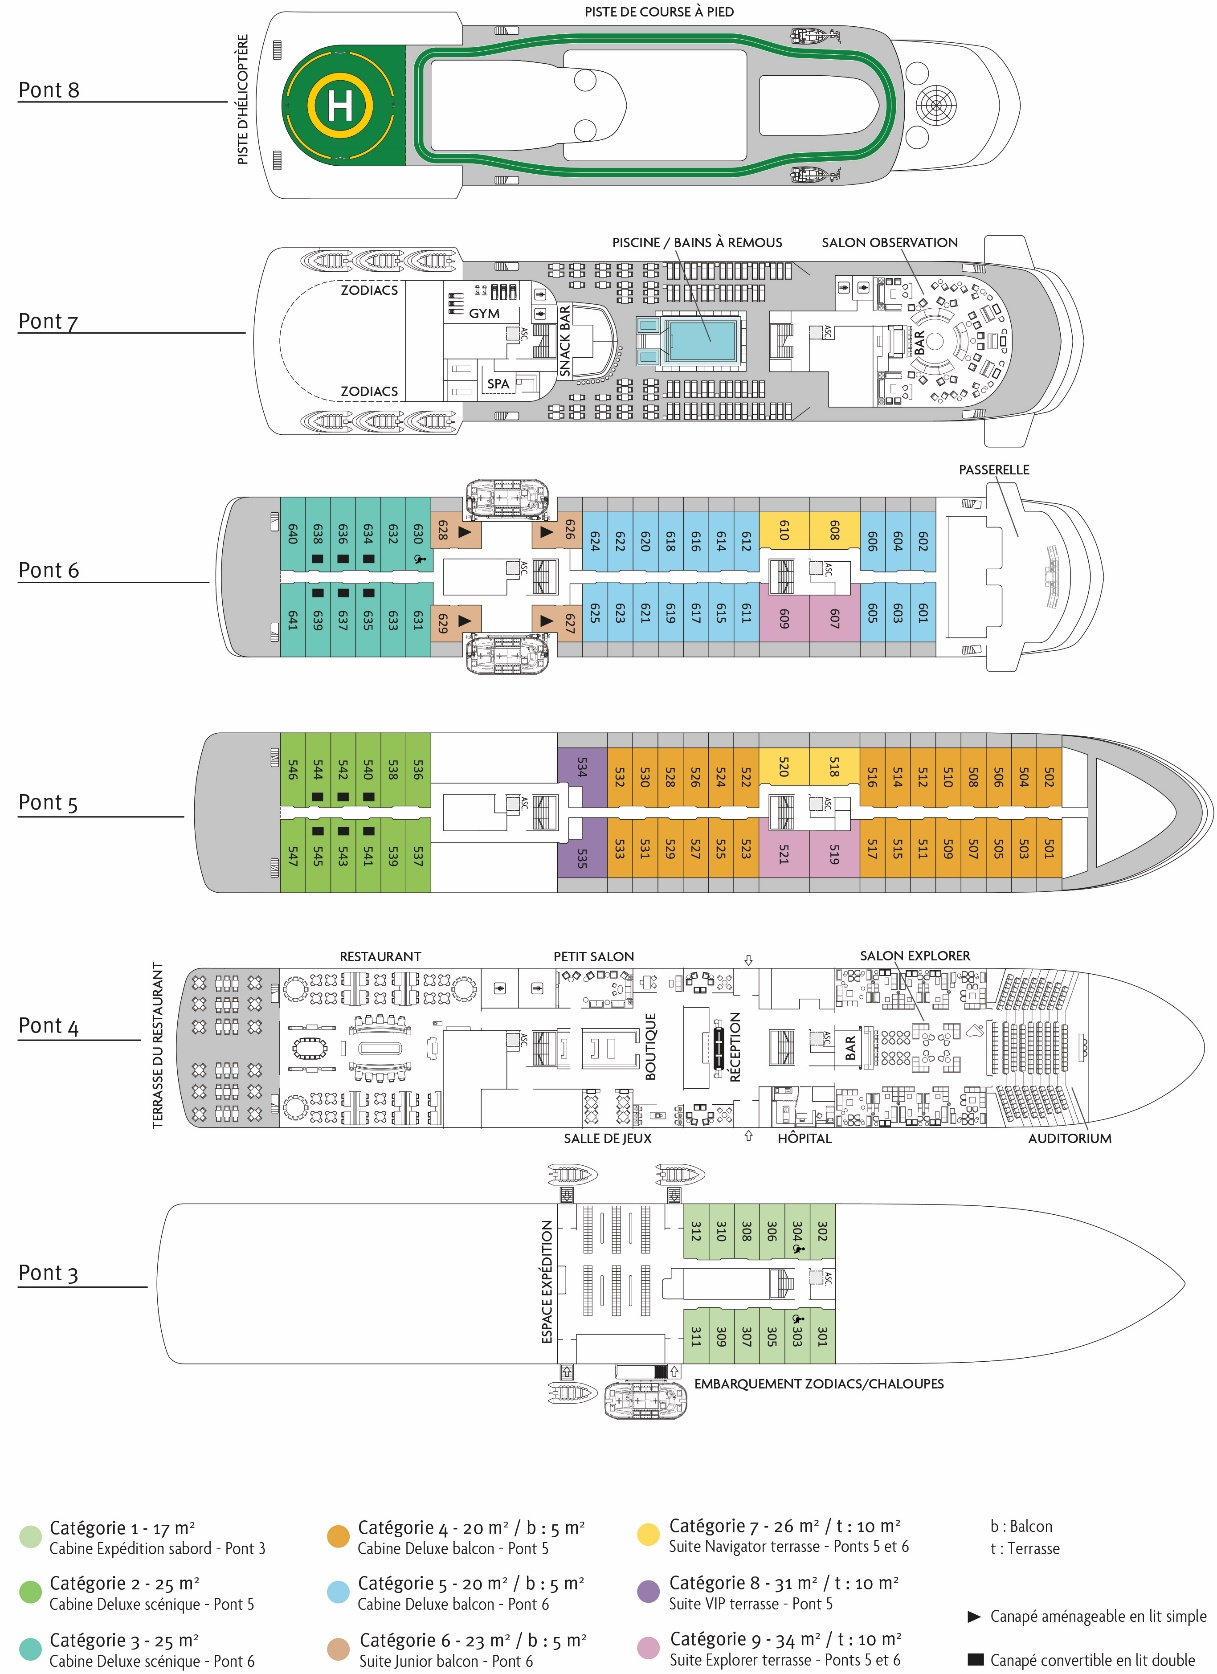 PISTE DE COURSE À PIED
Pont 8
PISTE D'HÉLICOPTÈRE
H
PISCINE / BAINS À REMOUS
SALON OBSERVATION
ZODIACS
Pont 7
GYM
ASC.
SNACK BAR
ASC.
BAR
SPA
ZODIACS
PASSERELLE
Pont 6
640 638 636 634 632 630 628 626 624 622 620 618 616 614 612 610 608 606 604 602
ASC. ASC.
641 639 637 635 633 631 629 627 625 623 621 619 617 615 611 609 607 605 603 601
Pont 5
546 544 542 540 538 536 534 532 530 528 526 524 522 520 518 516 514 512 510 508 506 504 502
ASC. ASC.
547 545 543 541 539 537 535 533 531 529 527 525 523 521 519 517 515 511 509 507 505 503 501
RESTAURANT
PETIT SALON
SALON EXPLORER
Pont 4
TERRASSE DU RESTAURANT
ASC.
BOUTIQUE
RÉCEPTION
ASC.
BAR
SALLE DE JEUX
HÔPITAL
AUDITORIUM
Pont 3
ESPACE EXPÉDITION
312 310 308 306 304 302
ASC.
311 309 307 305 303 301
EMBARQUEMENT ZODIACS/CHALOUPES
Catégorie 1 - 17 m²
Cabine Expédition sabord - Pont 3
Catégorie 2 - 25 m²
Cabine Deluxe scénique - Pont 5
Catégorie 3 - 25 m²
Cabine Deluxe scénique - Pont 6
Catégorie 4 - 20 m² / b : 5 m²
Cabine Deluxe balcon - Pont 5
Catégorie 5 - 20 m² / b : 5 m²
Cabine Deluxe balcon - Pont 6
Catégorie 6 - 23 m² / b : 5 m²
Suite Junior balcon - Pont 6
Catégorie 7 - 26 m² / t : 10 m²
Suite Navigator terrasse - Ponts 5 et 6
Catégorie 8 - 31 m² / t : 10 m²
Suite VIP terrasse - Pont 5
Catégorie 9 - 34 m² / t : 10 m²
Suite Explorer terrasse - Ponts 5 et 6
b : Balcon
t : Terrasse
Canapé aménageable en lit simple
Canapé convertible en lit double